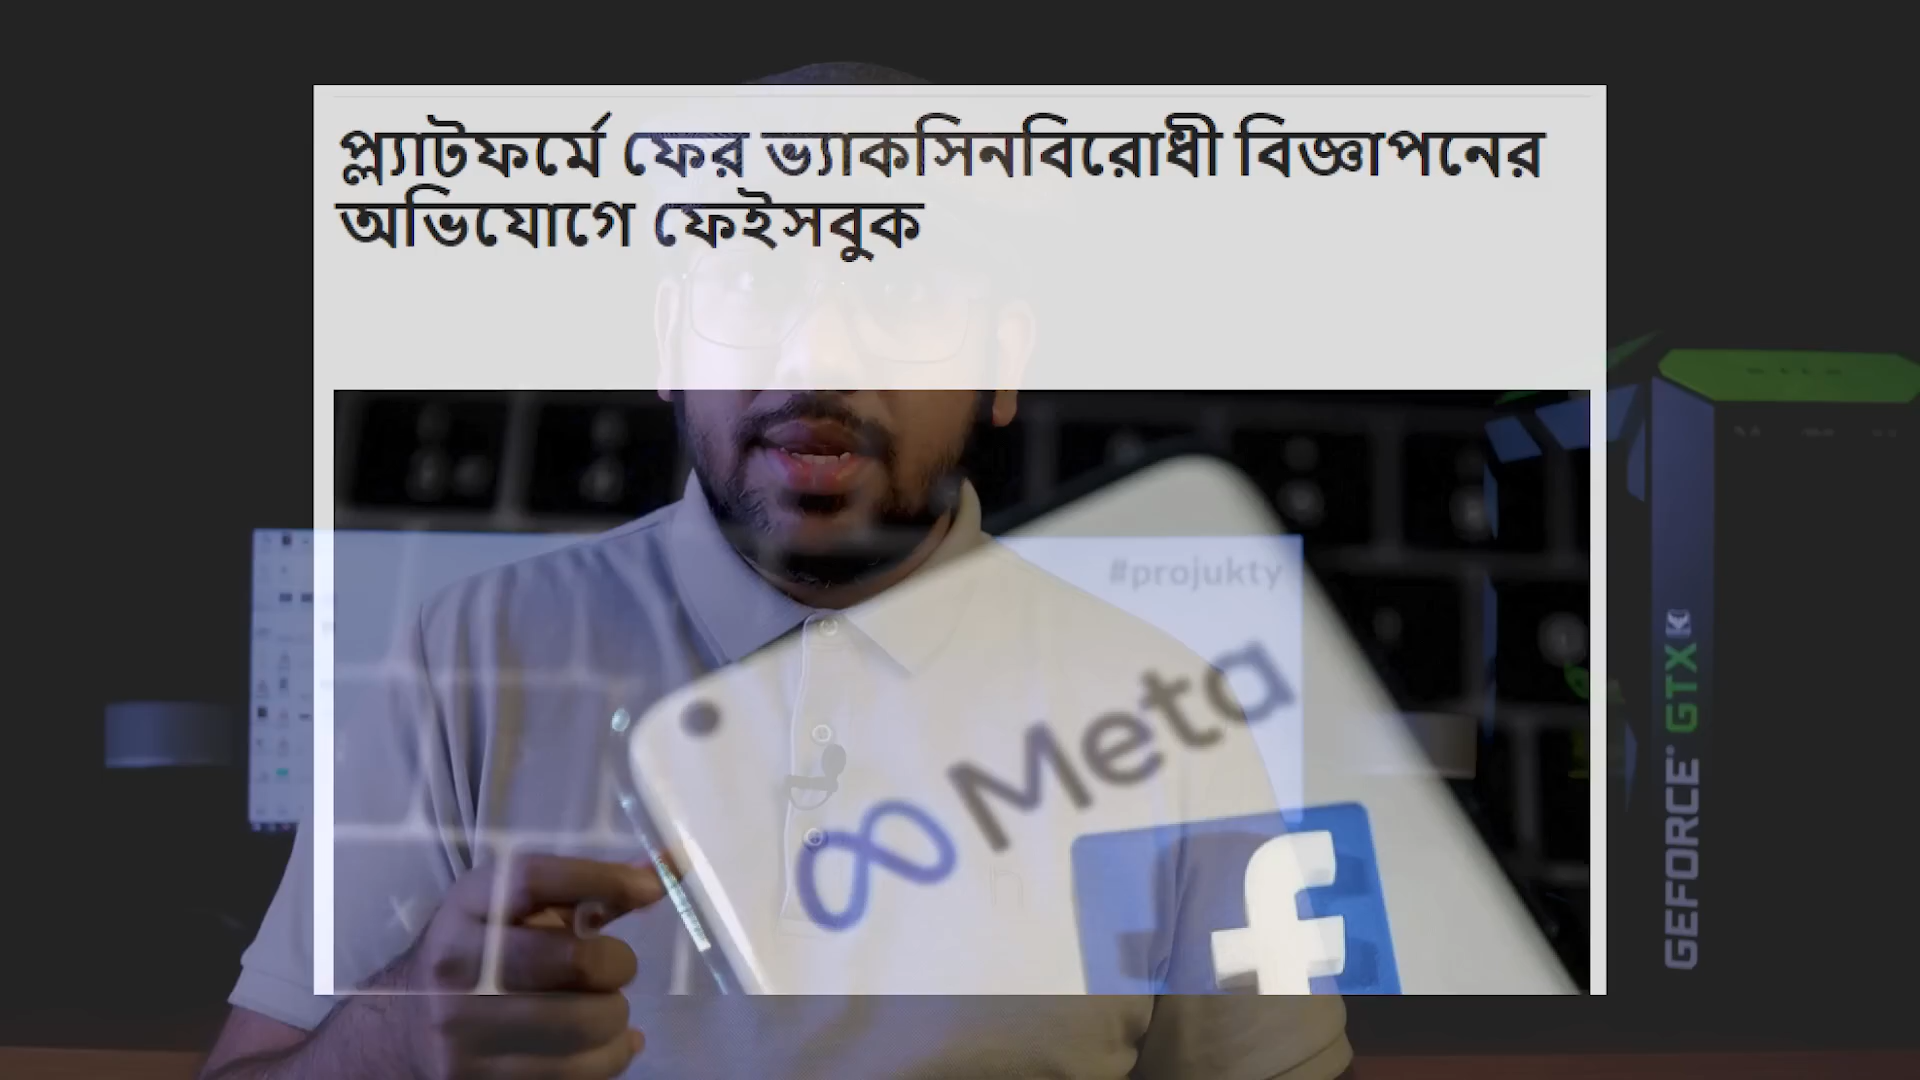 প্ল্যাটফর্মে ফের ভ্যাকসিনবিরোধী বিজ্ঞাপনের
অভিযোগে ফেইসবুক
#projukty
Meta
f
GEFORCE GTX